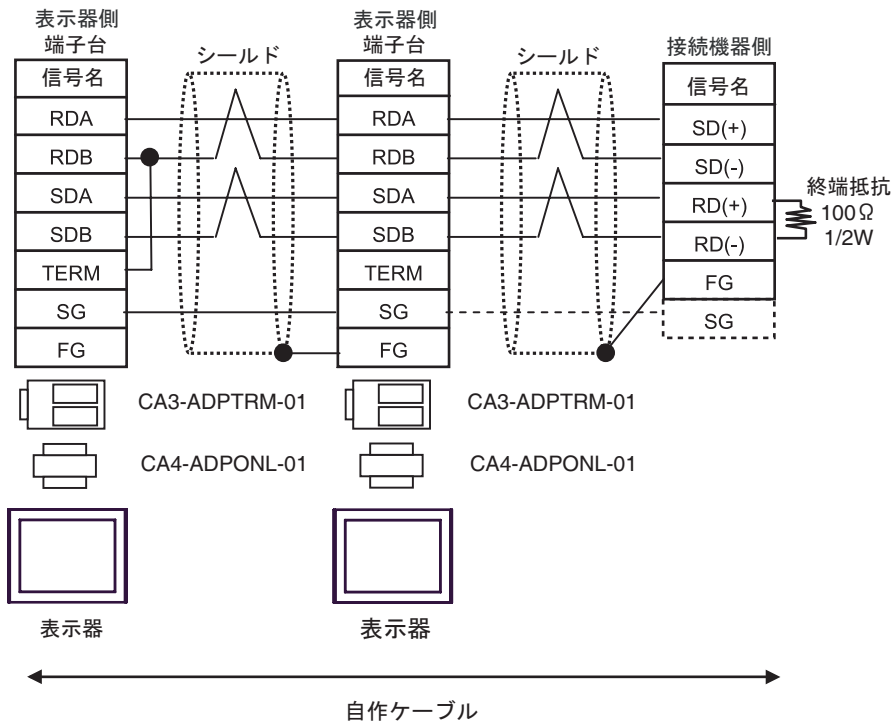 表示器側
端子台
信号名
RDA
RDB
SDA
SDB
TERM
SG
FG
シールド
表示器側
端子台
信号名
RDA
RDB
SDA
SDB
TERM
SG
FG
シールド
接続機器側
信号名
SD(+)
SD(-)
RD(+)
RD(-)
FG
SG
終端抵抗
100Ω
1/2W
CA3-ADPTRM-01
CA3-ADPTRM-01
CA4-ADPONL-01
CA4-ADPONL-01
表示器
表示器
自作ケーブル